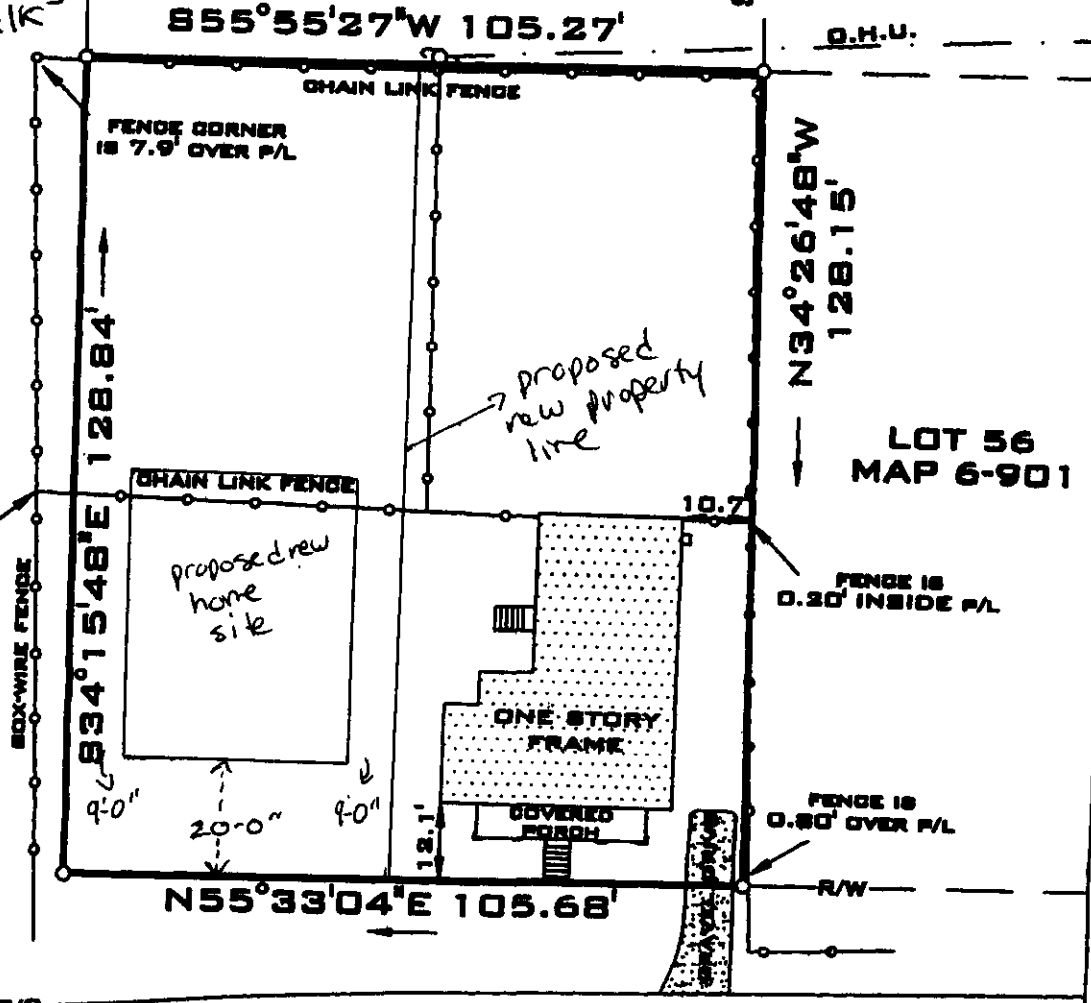 S55°55'27"W 105.27'
O.H.U.
CHAIN LINK FENCE
FENCE CORNER
IS 7.9' OVER P/L
N34°26'48"W
128.15'
S34°15'48"E 128.84'
proposed
new property
line
LOT 56
MAP 6-901
CHAIN LINK FENCE
10.7
proposed new
home
site
FENCE IS
0.20' INSIDE P/L
BOX-WIRE FENCE
ONE STORY
FRAME
9'-0"
20'-0"
9'-0"
12.1'
COVERED
PORCH
FENCE IS
0.80' OVER P/L
R/W
N55°33'04"E 105.68'